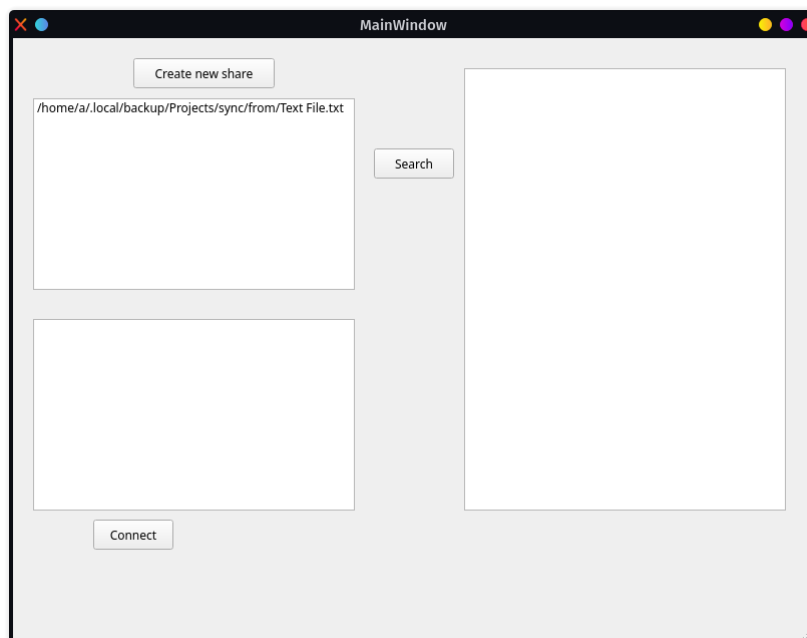 MainWindow
Create new share
/home/a/.local/backup/Projects/sync/from/Text File.txt
Search
Connect